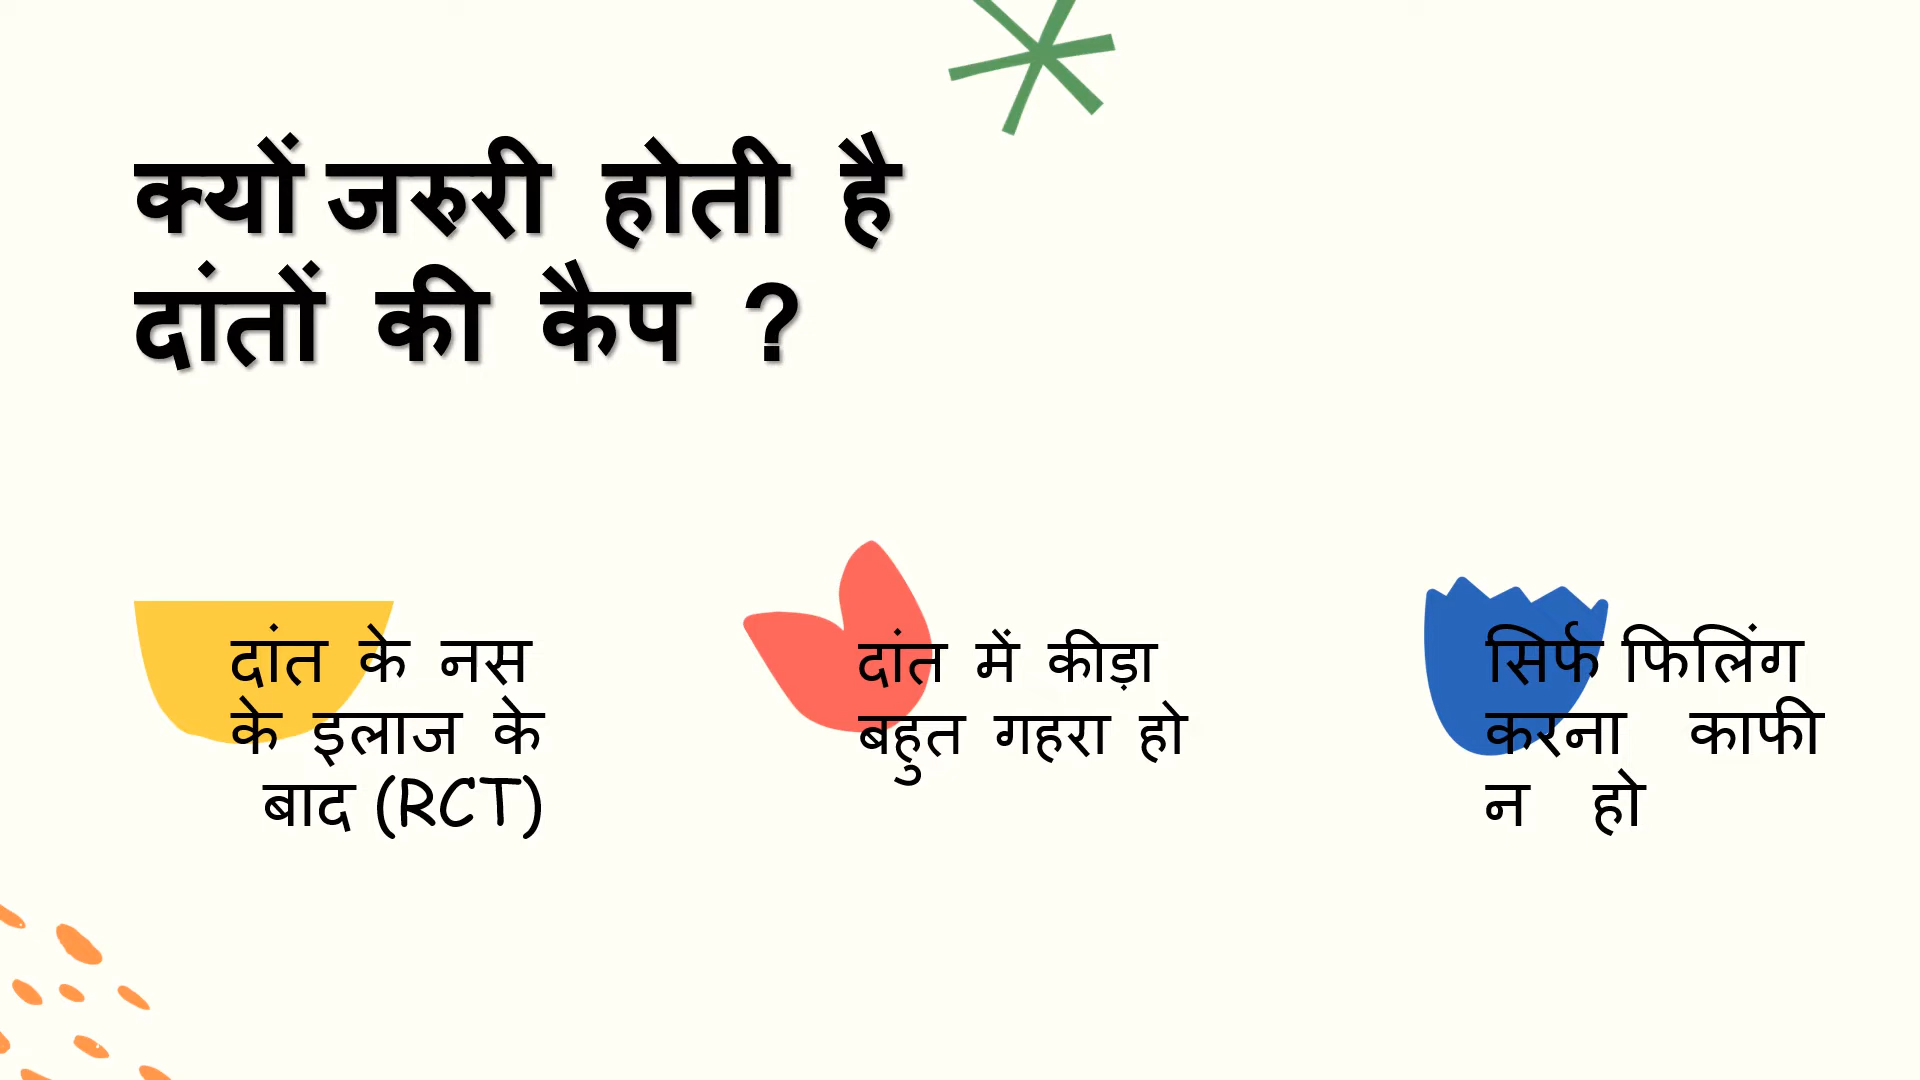 क्यों जरुरी होती है
दांतों की कैप ?
दांत के नस
के इलाज के
बाद (RCT)
दांत में कीड़ा
बहुत गहरा हो
सिर्फ फिलिंग
करना काफी
न हो